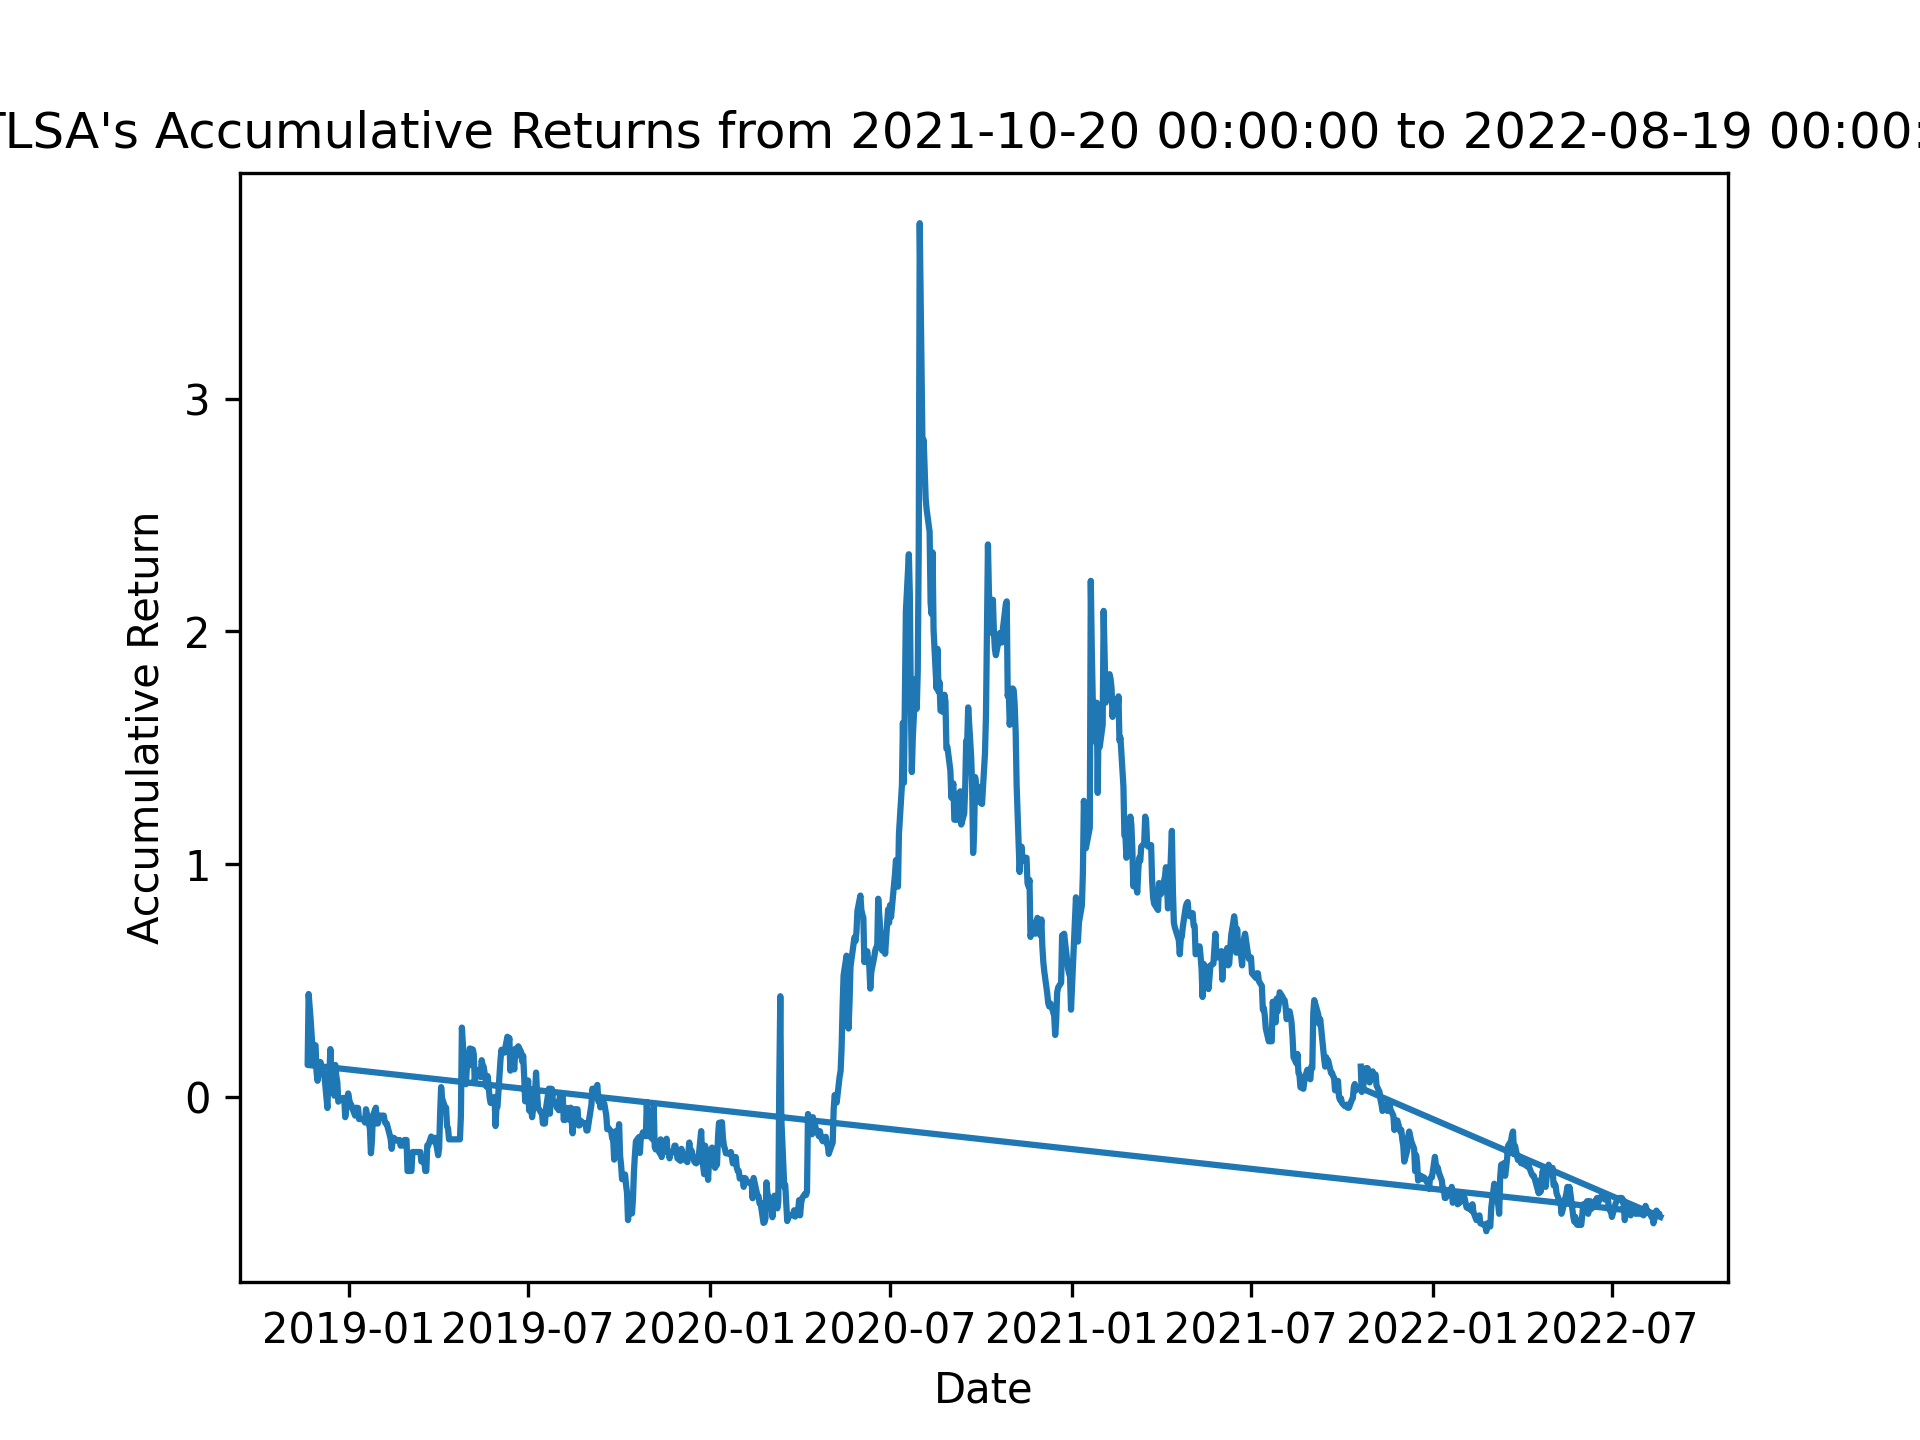 TLSA's Accumulative Returns from 2021-10-20 00:00:00 to 2022-08-19 00:00:
Accumulative Return
3
2
1
0
2019-01 2019-07 2020-01 2020-07 2021-01 2021-07 2022-01 2022-07
Date